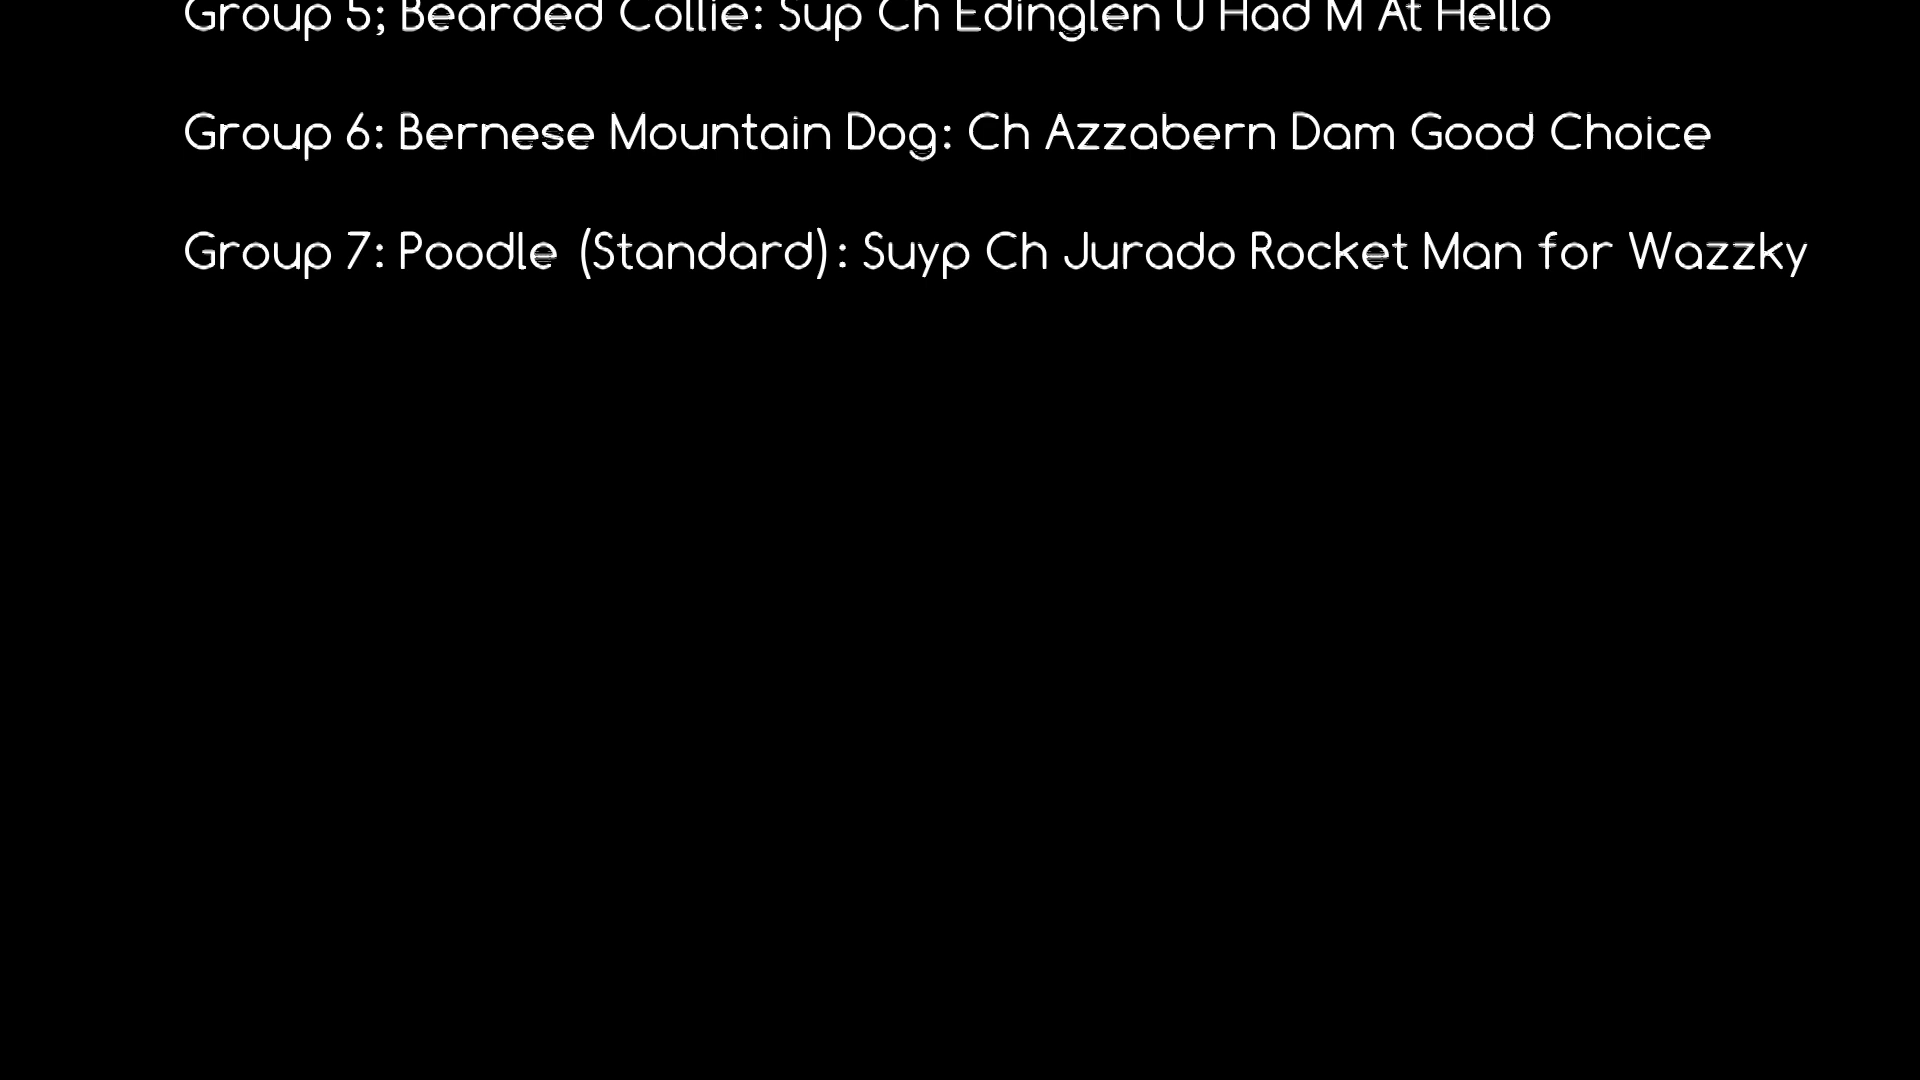 Group 5; Bearded Collie: Sup Ch Edinglen U Had M At Hello
Group 6: Bernese Mountain Dog: Ch Azzabern Dam Good Choice
Group 7: Poodle (Standard): Suyp Ch Jurado Rocket Man for Wazzky